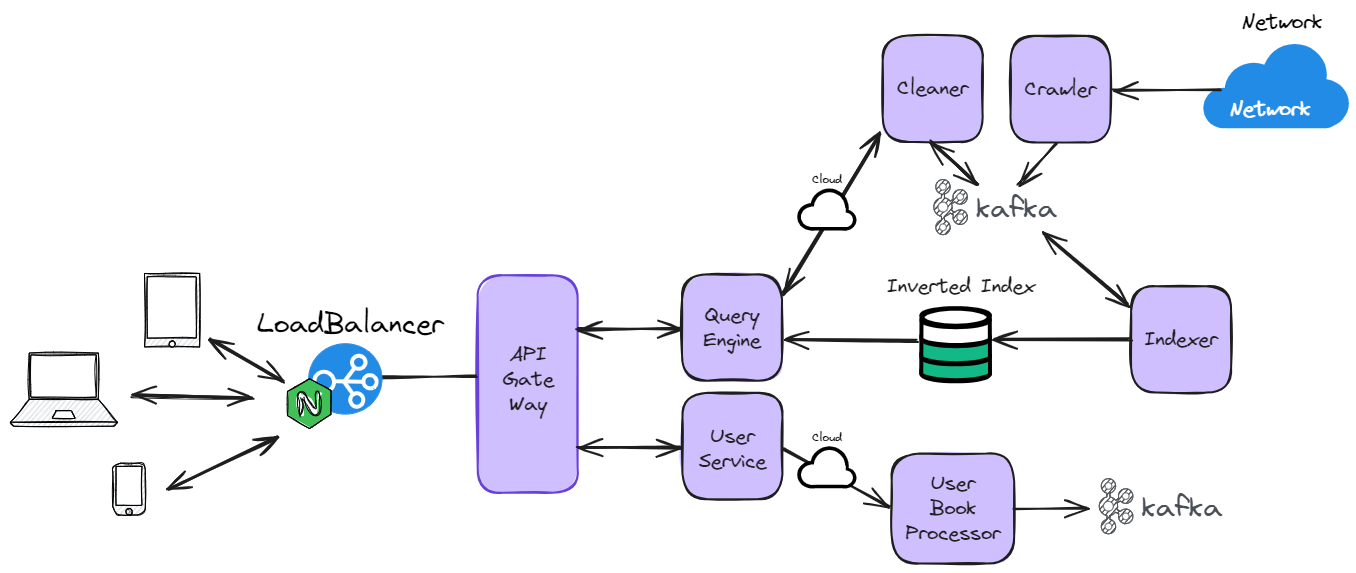 Network
Cleaner
Crawler
Network
Cloud
kafka
Inverted Index
LoadBalancer
N
API
Gate
Way
Query
Engine
Indexer
User
Service
Cloud
User
Book
Processor
kafka